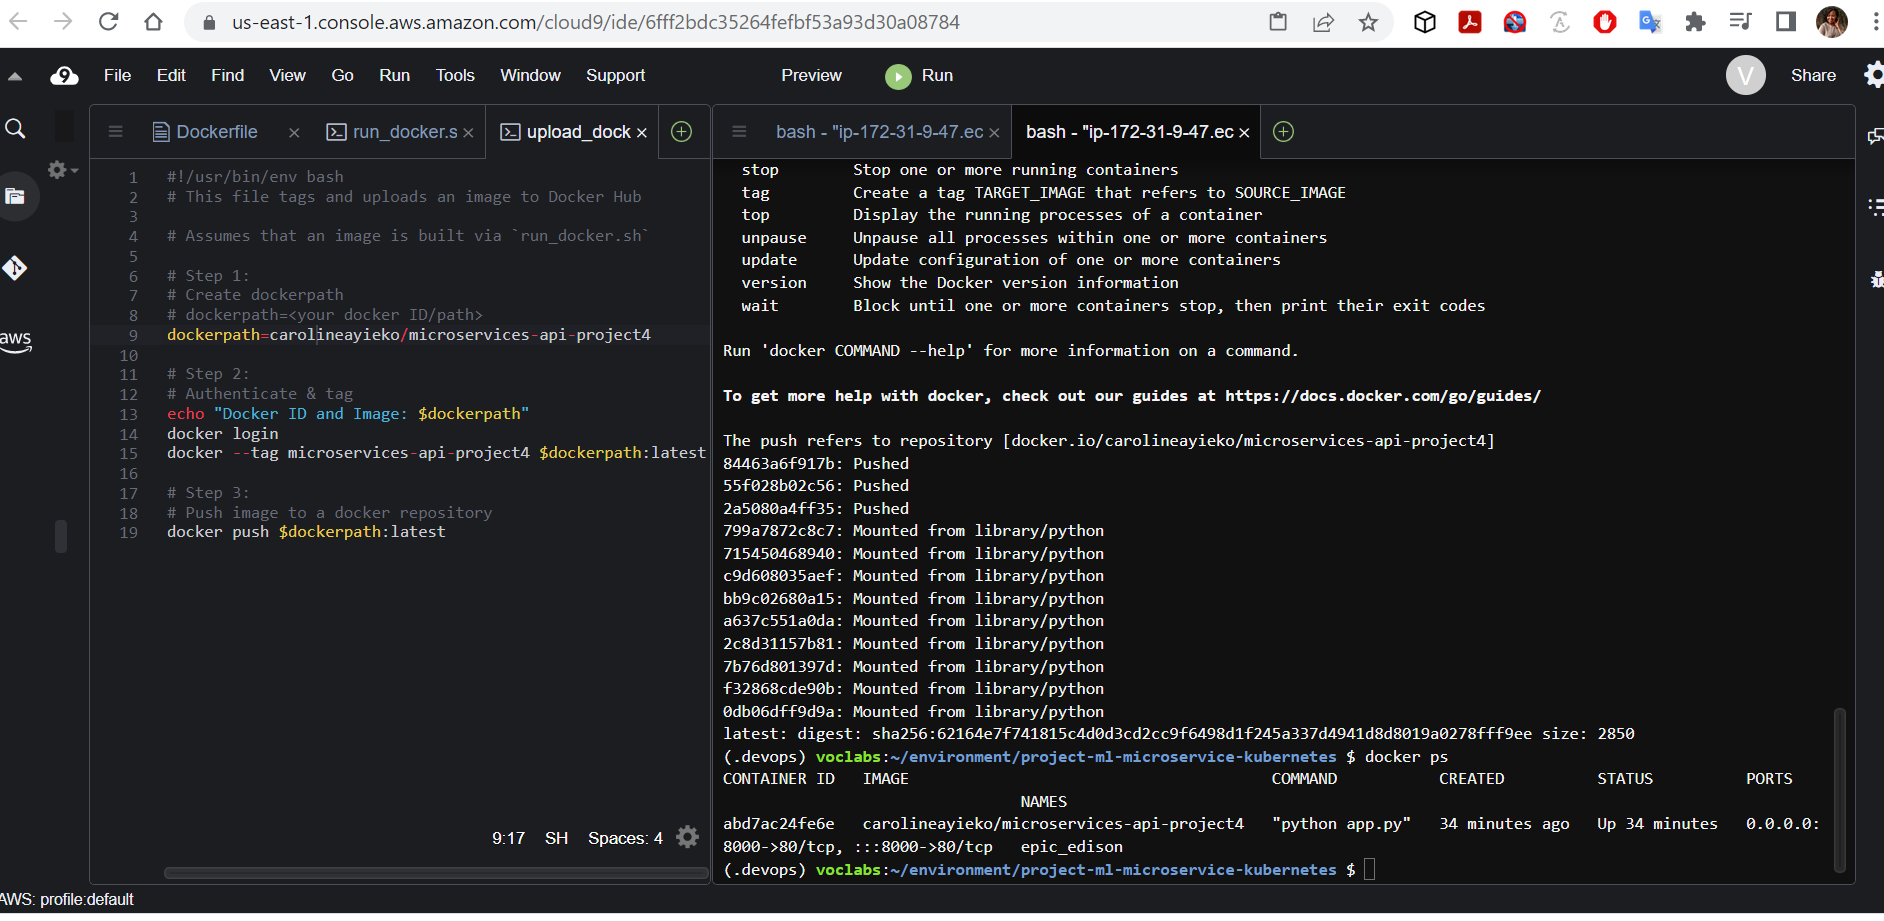 us-east-1.console.aws.amazon.com/cloud9/ide/6fff2bdc35264fefbf53a93d30a08784
9 File Edit Find View Go Run Tools Window Support Preview Run V Share
Dockerfile run_docker.s upload_dock
bash - "ip-172-31-9-47.ec bash - "ip-172-31-9-47.ec
aws
1 #!/usr/bin/env bash
2 # This file tags and uploads an image to Docker Hub
3
4 # Assumes that an image is built via `run_docker.sh`
5
6 # Step 1:
7 # Create dockerpath
8 # dockerpath=<your docker ID/path>
9 dockerpath=carolineayieko/microservices-api-project4
10
11 # Step 2:
12 # Authenticate & tag
13 echo "Docker ID and Image: $dockerpath"
14 docker login
15 docker --tag microservices-api-project4 $dockerpath:latest
16
17 # Step 3:
18 # Push image to a docker repository
19 docker push $dockerpath:latest
9:17 SH Spaces: 4
stop Stop one or more running containers
tag Create a tag TARGET_IMAGE that refers to SOURCE_IMAGE
top Display the running processes of a container
unpause Unpause all processes within one or more containers
update Update configuration of one or more containers
version Show the Docker version information
wait Block until one or more containers stop, then print their exit codes
Run 'docker COMMAND --help' for more information on a command.
To get more help with docker, check out our guides at https://docs.docker.com/go/guides/
The push refers to repository [docker.io/carolineayieko/microservices-api-project4]
84463a6f917b: Pushed
55f028b02c56: Pushed
2a5080a4ff35: Pushed
799a7872c8c7: Mounted from library/python
715450468940: Mounted from library/python
c9d608035aef: Mounted from library/python
bb9c02680a15: Mounted from library/python
a637c551a0da: Mounted from library/python
2c8d31157b81: Mounted from library/python
7b76d801397d: Mounted from library/python
f32868cde90b: Mounted from library/python
0db06dff9d9a: Mounted from library/python
latest: digest: sha256:62164e7f741815c4d0d3cd2cc9f6498d1f245a337d4941d8d8019a0278fff9ee size: 2850
(.devops) voclabs:~/environment/project-ml-microservice-kubernetes $ docker ps
CONTAINER ID IMAGE COMMAND CREATED STATUS PORTS
NAMES
abd7ac24fe6e carolineayieko/microservices-api-project4 "python app.py" 34 minutes ago Up 34 minutes 0.0.0.0:
8000->80/tcp, :::8000->80/tcp epic_edison
(.devops) voclabs:~/environment/project-ml-microservice-kubernetes $
AWS: profile:default